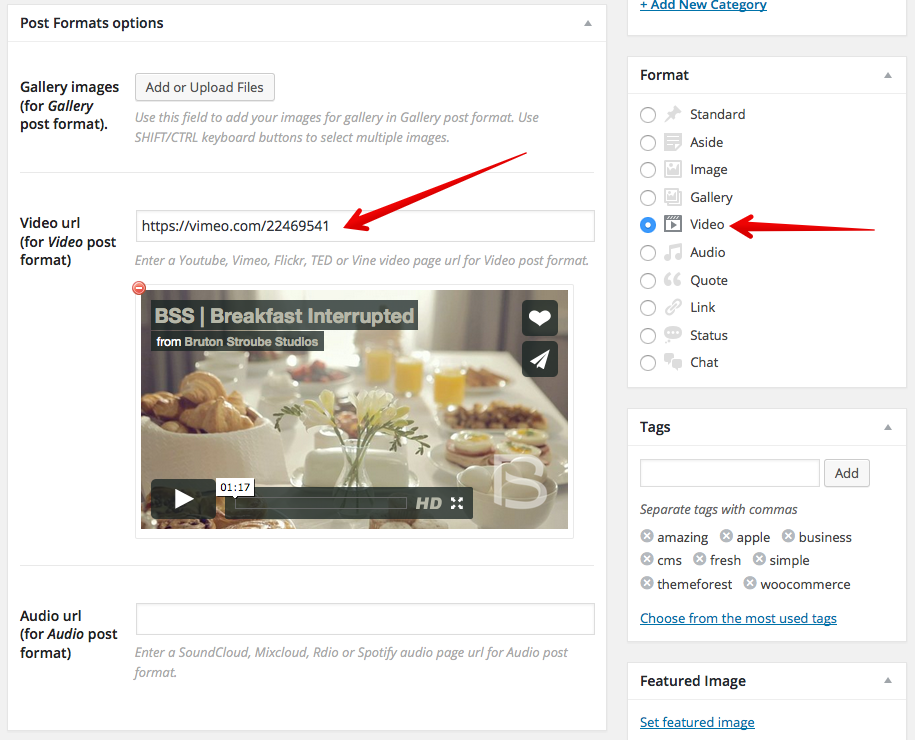 Post Formats options
Gallery images
(for Gallery
post format).
Add or Upload Files
Use this field to add your images for gallery in Gallery post format. Use
SHIFT/CTRL keyboard buttons to select multiple images.
Video url
(for Video post
format)
https://vimeo.com/22469541
Enter a Youtube, Vimeo, Flickr, TED or Vine video page url for Video post format.
BSS | Breakfast Interrupted
from Bruton Stroube Studios
01:17
HD
Audio url
(for Audio post
format)
Enter a SoundCloud, Mixcloud, Rdio or Spotify audio page url for Audio post
format.
+ Add New Category
Format
Standard
Aside
Image
Gallery
Video
Audio
Quote
Link
Status
Chat
Tags
Add
Separate tags with commas
amazing apple business
cms fresh simple
themeforest woocommerce
Choose from the most used tags
Featured Image
Set featured image